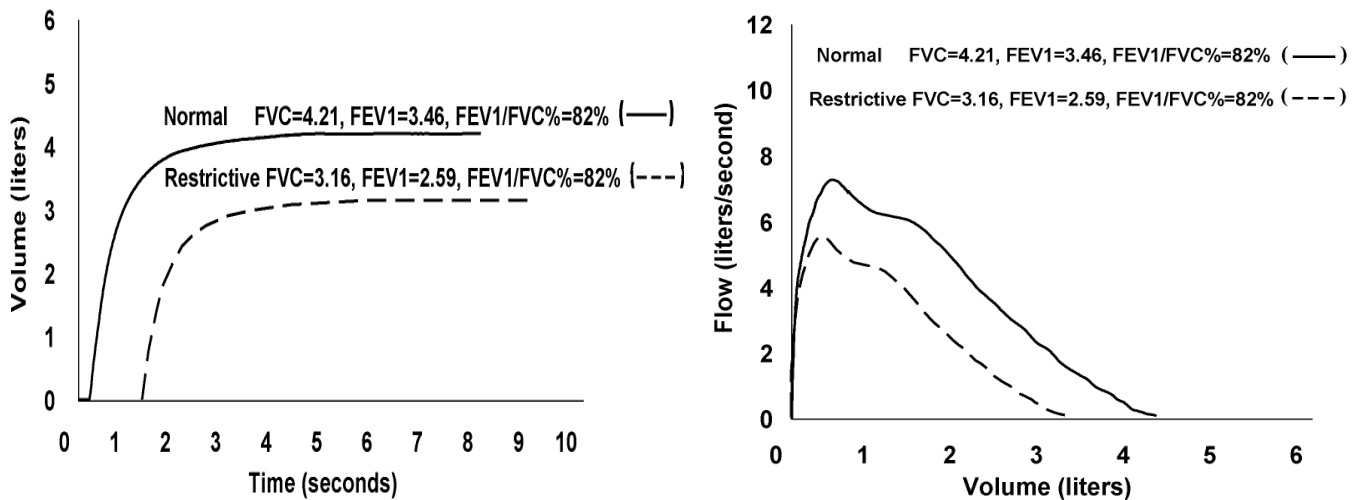 6
5
4
3
2
1
0
Volume (liters)
Normal FVC=4.21, FEV1=3.46, FEV1/FVC%=82% (
)
Restrictive FVC=3.16, FEV1=2.59, FEV1/FVC%=82% (
)
0 1 2 3 4 5 6 7 8 9 10
Time (seconds)
12
10
8
6
4
2
0
Flow (liters/second)
Normal FVC=4.21, FEV1=3.46, FEV1/FVC%=82% (
)
Restrictive FVC=3.16, FEV1=2.59, FEV1/FVC%=82% (
)
0 1 2 3 4 5 6
Volume (liters)